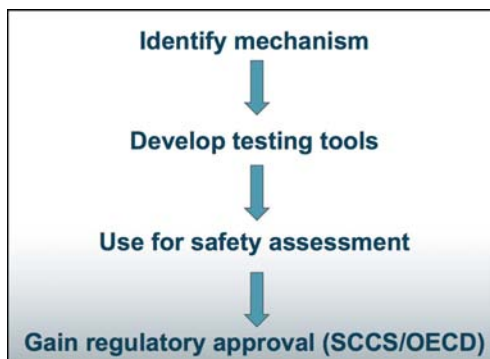 Identify mechanism
Develop testing tools
Use for safety assessment
Gain regulatory approval (SCCS/OECD)